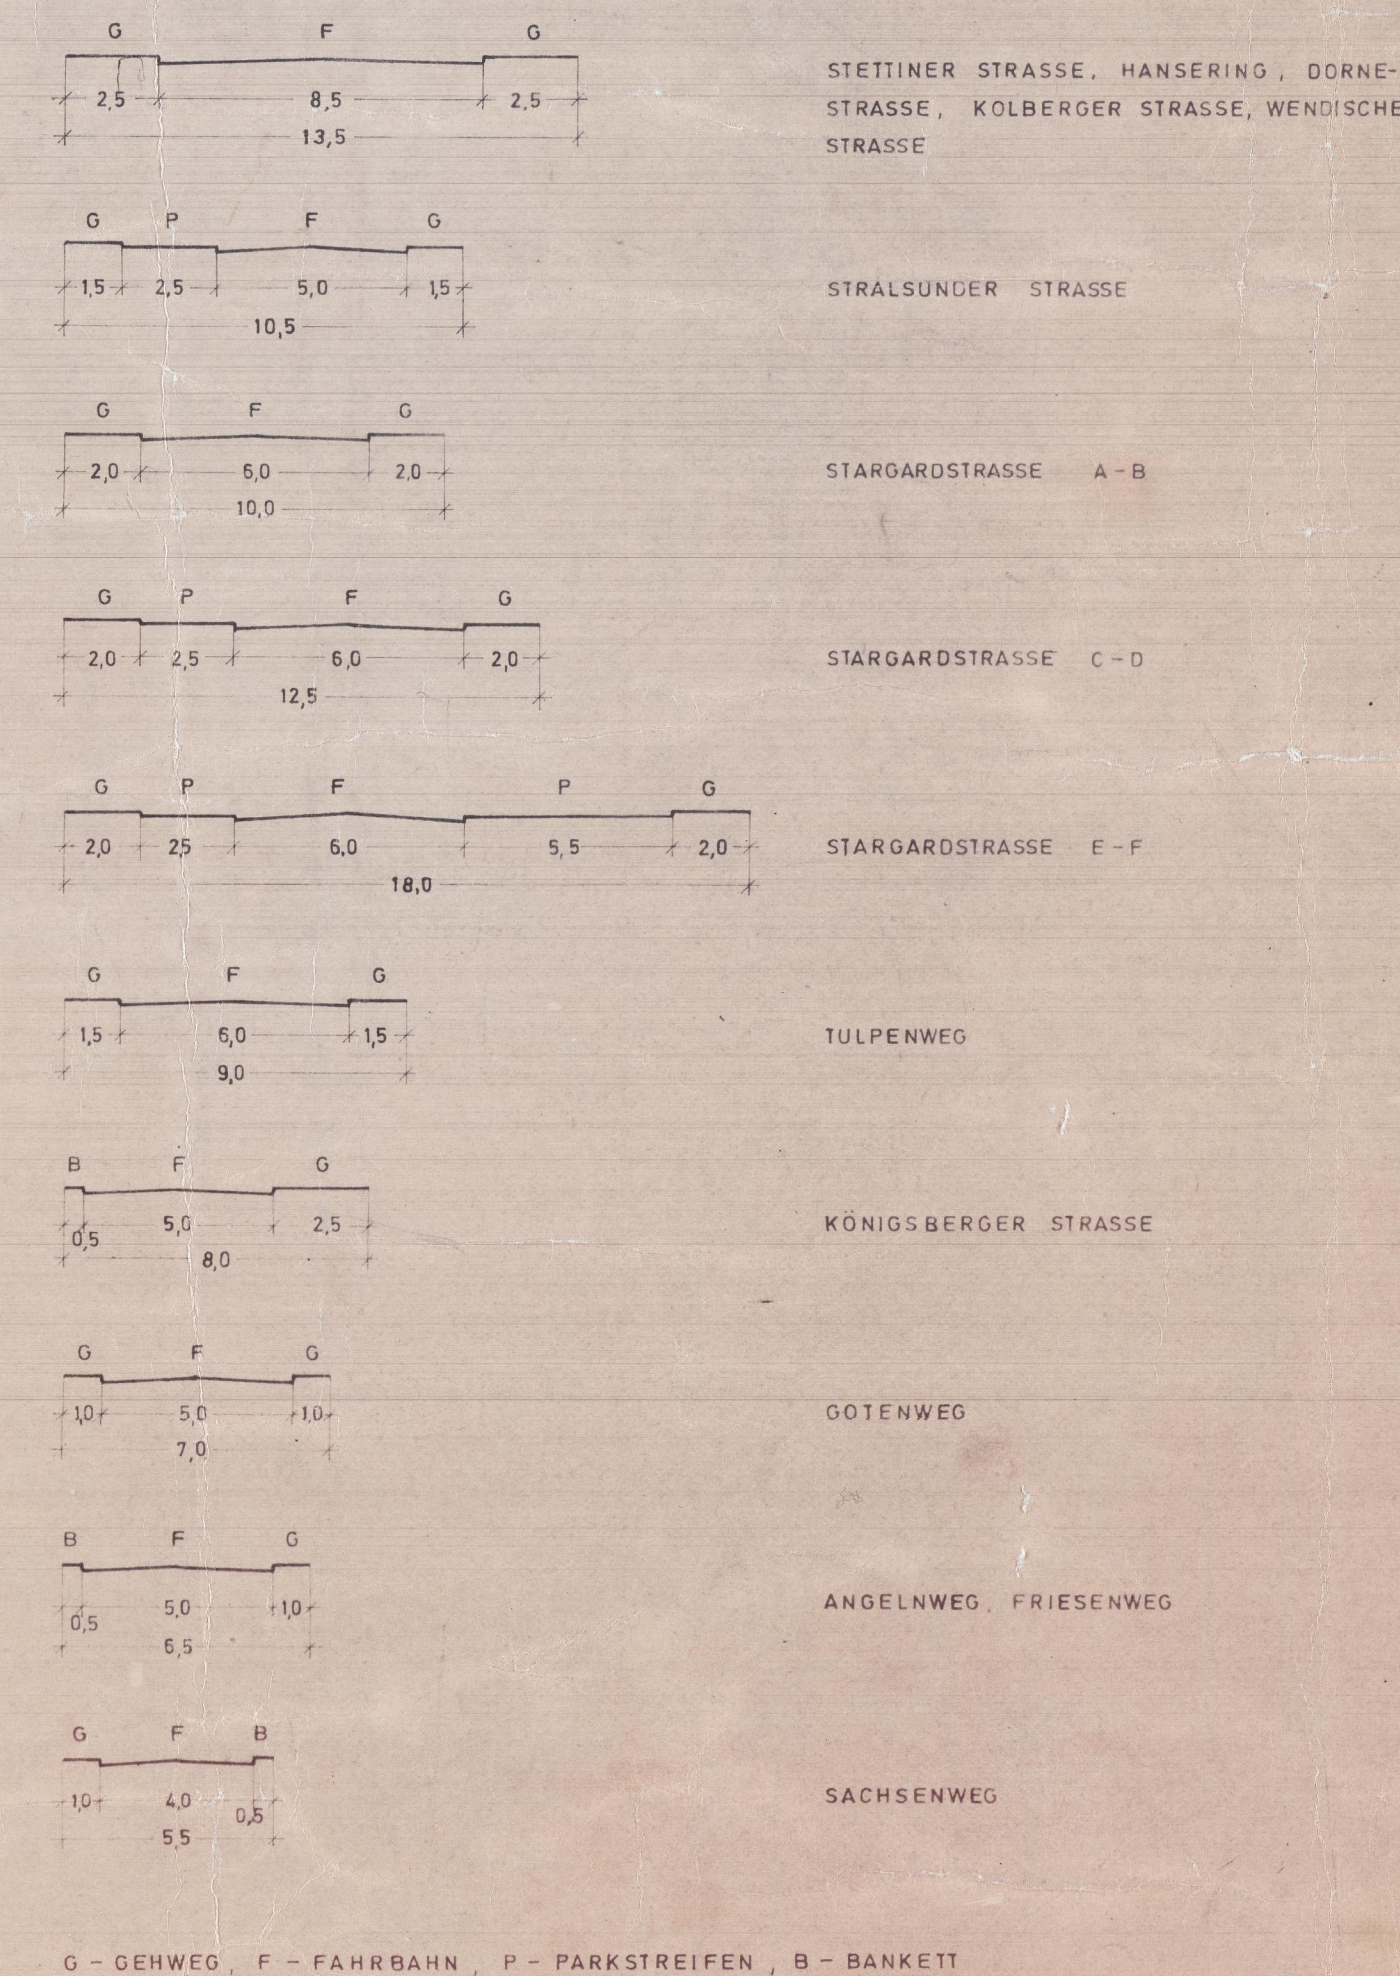 G F G
2,5 8,5 2,5
13,5
STETTINER STRASSE, HANSERING, DORNE-
STRASSE, KOLBERGER STRASSE, WENDISCHE
STRASSE
G P F G
1,5 2,5 5,0 1,5
10,5
STRALSUNDER STRASSE
G F G
2,0 6,0 2,0
10,0
STARGARDSTRASSE A-B
G P F G
2,0 2,5 6,0 2,0
12,5
STARGARDSTRASSE C-D
G P F P G
2,0 25 6,0 5,5 2,0
18,0
STARGARDSTRASSE E-F
G F G
1,5 6,0 1,5
9,0
TULPENWEG
B F G
0,5 5,0 2,5
8,0
KÖNIGSBERGER STRASSE
G F G
1,0 5,0 1,0
7,0
GOTENWEG
B F G
0,5 5,0 1,0
6,5
ANGELNWEG, FRIESENWEG
G F B
1,0 4,0 0,5
5,5
SACHSENWEG
G - GEHWEG, F - FAHRBAHN, P - PARKSTREIFEN, B - BANKETT